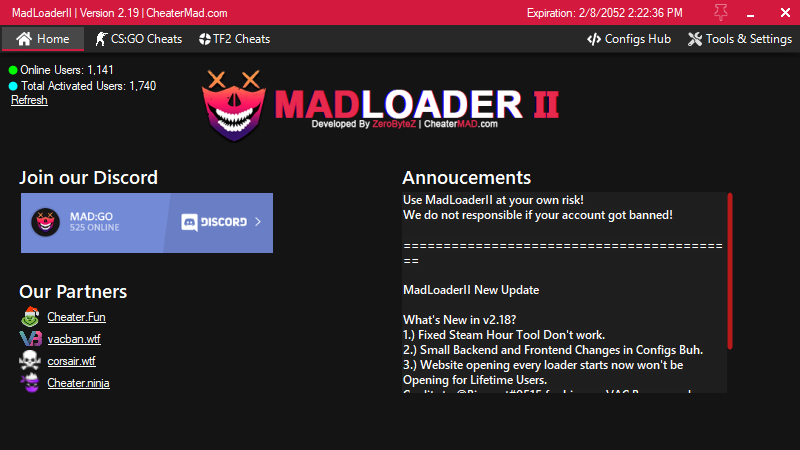 MadLoaderII | Version 2.19 | CheaterMad.com
Expiration: 2/8/2052 2:22:36 PM
Home
CS:GO Cheats
TF2 Cheats
Configs Hub
Tools & Settings
Online Users: 1,141
Total Activated Users: 1,740
Refresh
MADLOADER II
Developed By ZeroByteZ | CheaterMAD.com
Join our Discord
MAD:GO
525 ONLINE
DISCORD
Our Partners
Cheater.Fun
vacban.wtf
corsair.wtf
Cheater.ninja
Annoucements
Use MadLoaderII at your own risk!
We do not responsible if your account got banned!
========================================
==
MadLoaderII New Update
What's New in v2.18?
1.) Fixed Steam Hour Tool Don't work.
2.) Small Backend and Frontend Changes in Configs Buh.
3.) Website opening every loader starts now won't be
Opening for Lifetime Users.